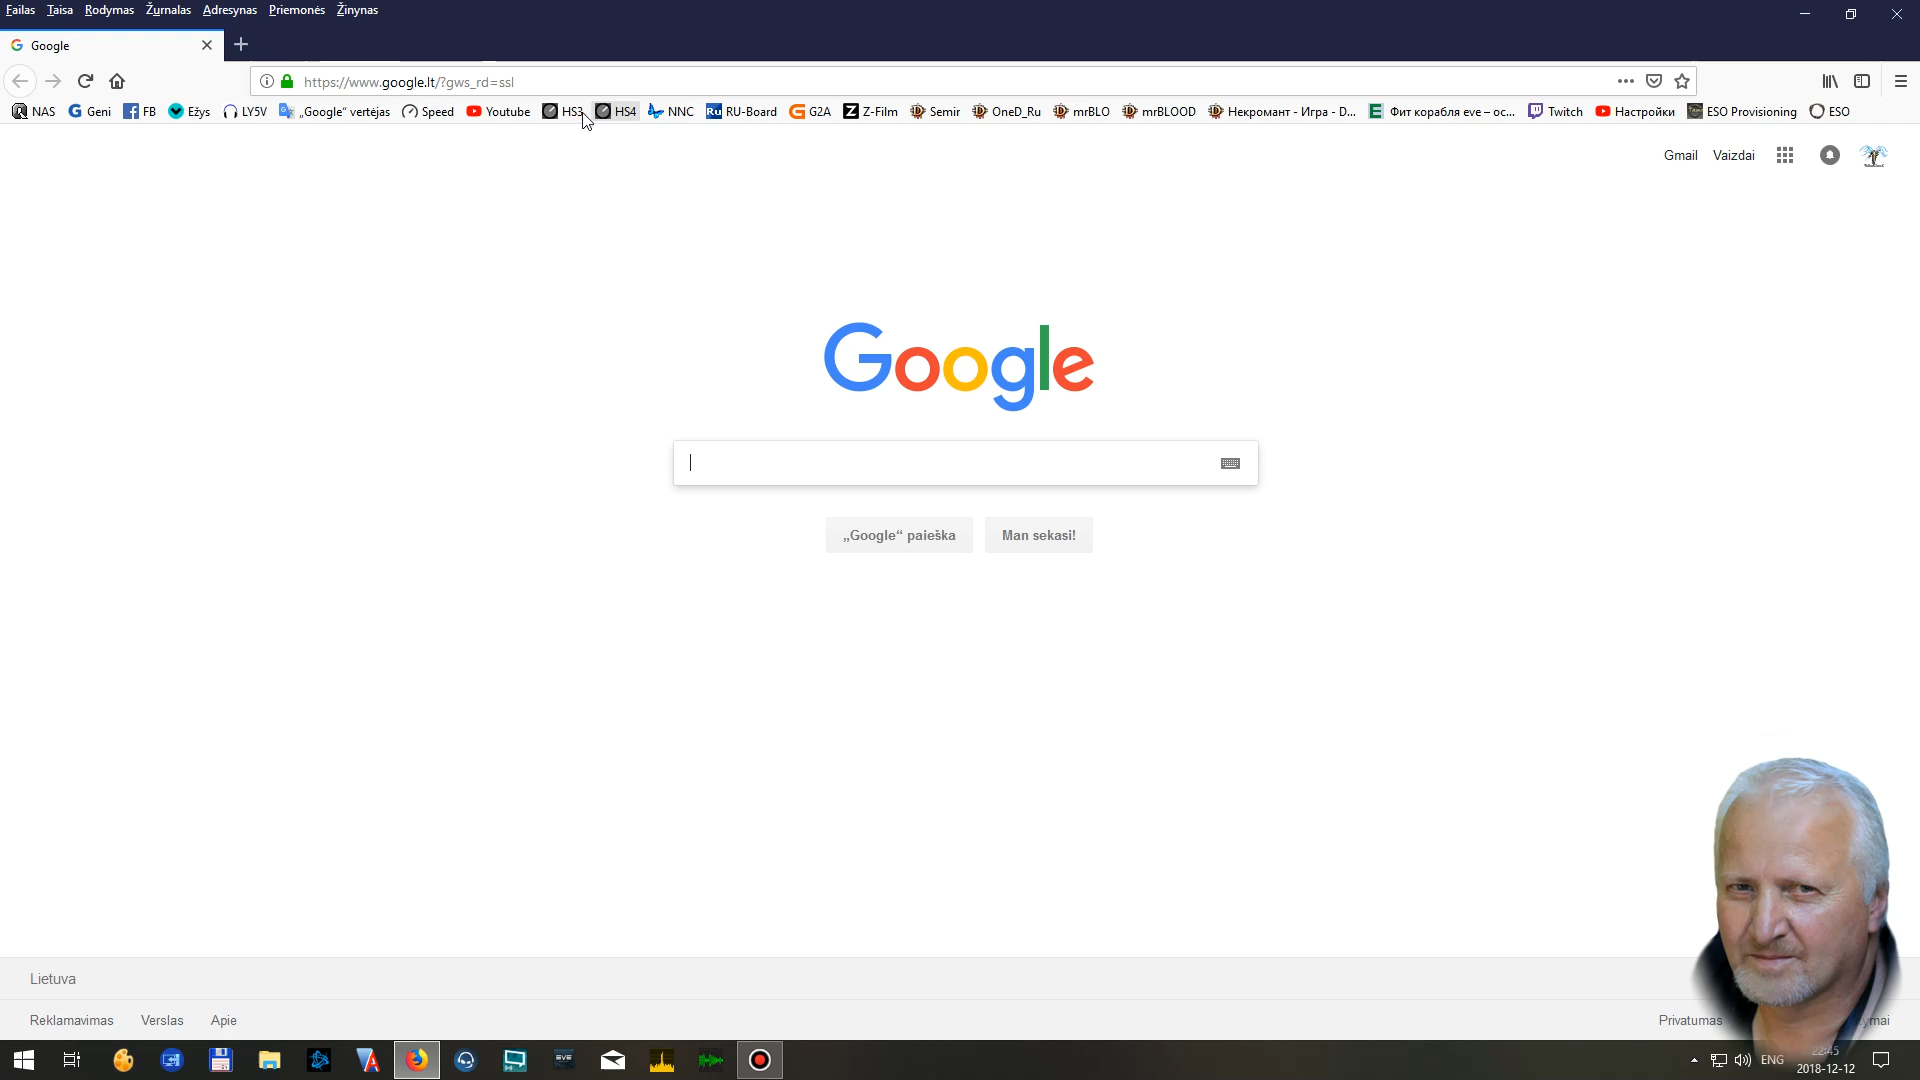 Failas Taisa Rodymas Žurnalas Adresynas Priemonės Žinynas
Google
https://www.google.lt/?gws_rd=ssl
NAS Geni FB Ežys LY5V „Google“ vertėjas Speed Youtube HS3 HS4 NNC RU-Board G2A Z-Film Semir OneD_Ru mrBLO mrBLOOD Некромант - Игра - D... Фит корабля eve – ос... Twitch Настройки ESO Provisioning ESO
Gmail Vaizdai
Google
„Google“ paieška Man sekasi!
Lietuva
Reklamavimas Verslas Apie Privatumas
ENG 22:45
2018-12-12